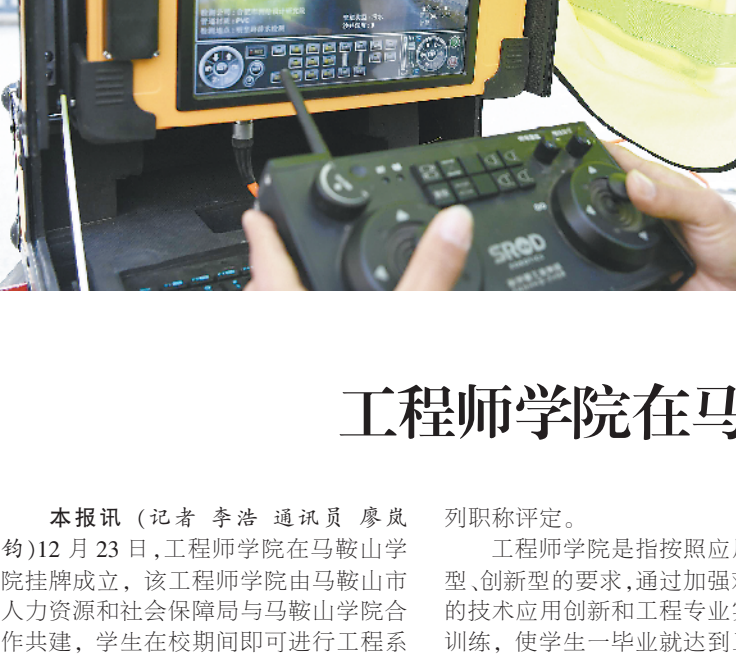 SROD
工程师学院在马
本报讯 (记者 李浩 通讯员 廖岚
钧)12 月 23 日,工程师学院在马鞍山学
院挂牌成立，该工程师学院由马鞍山市
人力资源和社会保障局与马鞍山学院合
作共建，学生在校期间即可进行工程系
列职称评定。
工程师学院是指按照应
型、创新型的要求,通过加强
的技术应用创新和工程专业
训练，使学生一毕业就达到